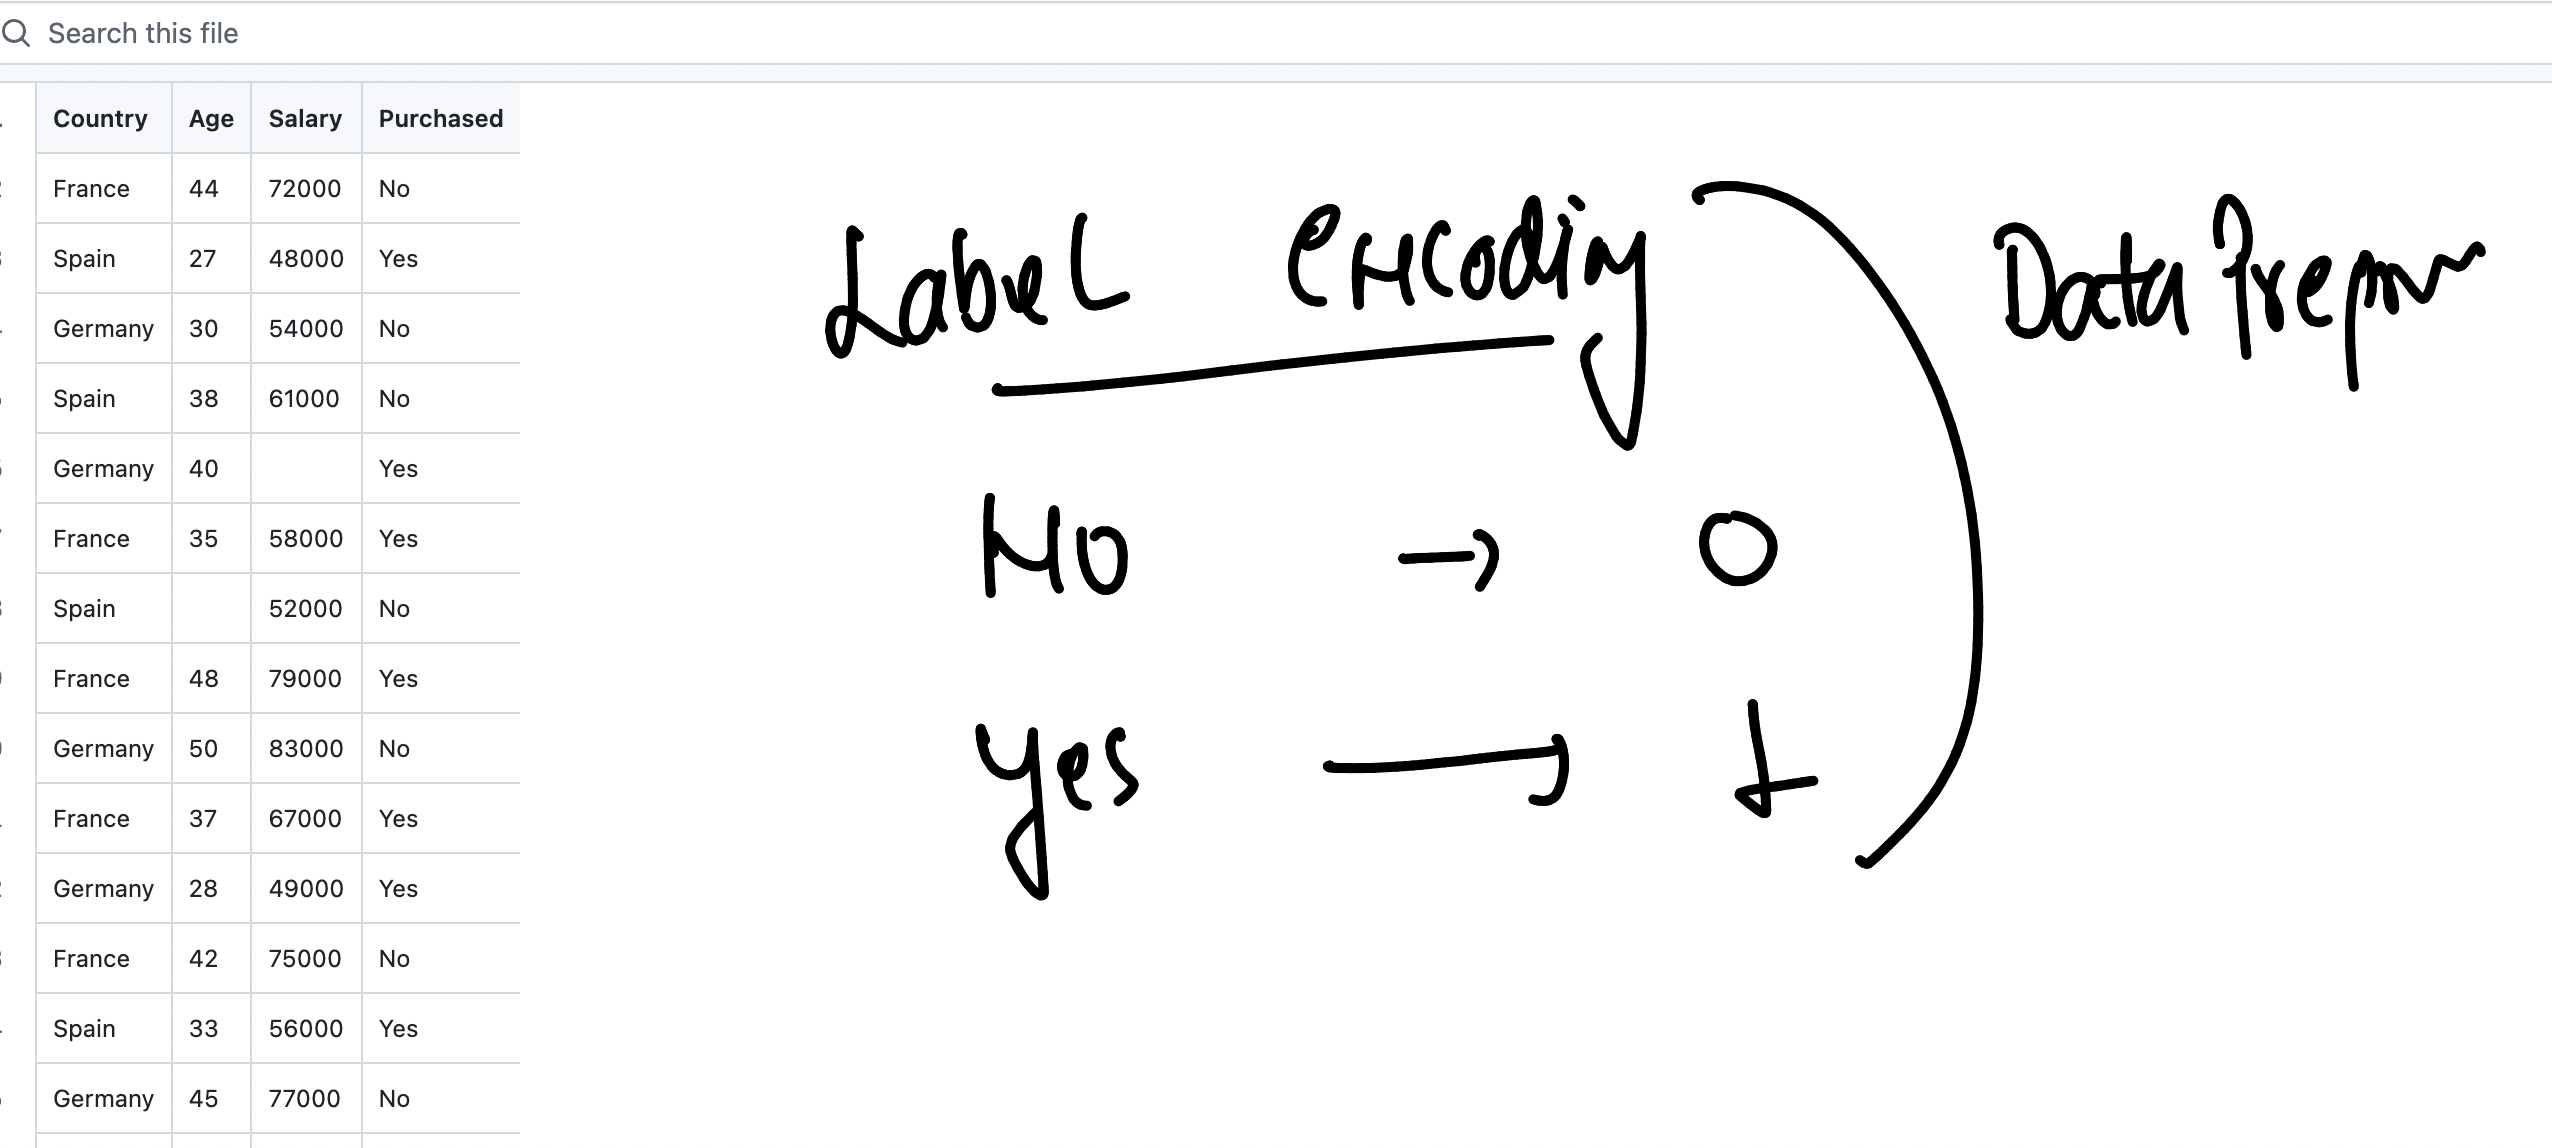 Search this file
Country Age Salary Purchased
France 44 72000 No
Spain 27 48000 Yes
Germany 30 54000 No
Spain 38 61000 No
Germany 40 Yes
France 35 58000 Yes
Spain 52000 No
France 48 79000 Yes
Germany 50 83000 No
France 37 67000 Yes
Germany 28 49000 Yes
France 42 75000 No
Spain 33 56000 Yes
Germany 45 77000 No
Label Encoding
No → 0
Yes → 1
Data